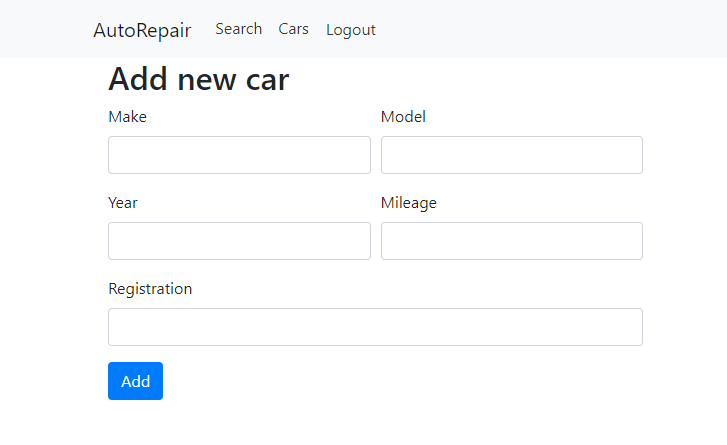 AutoRepair Search Cars Logout
Add new car
Make Model
Year Mileage
Registration
Add